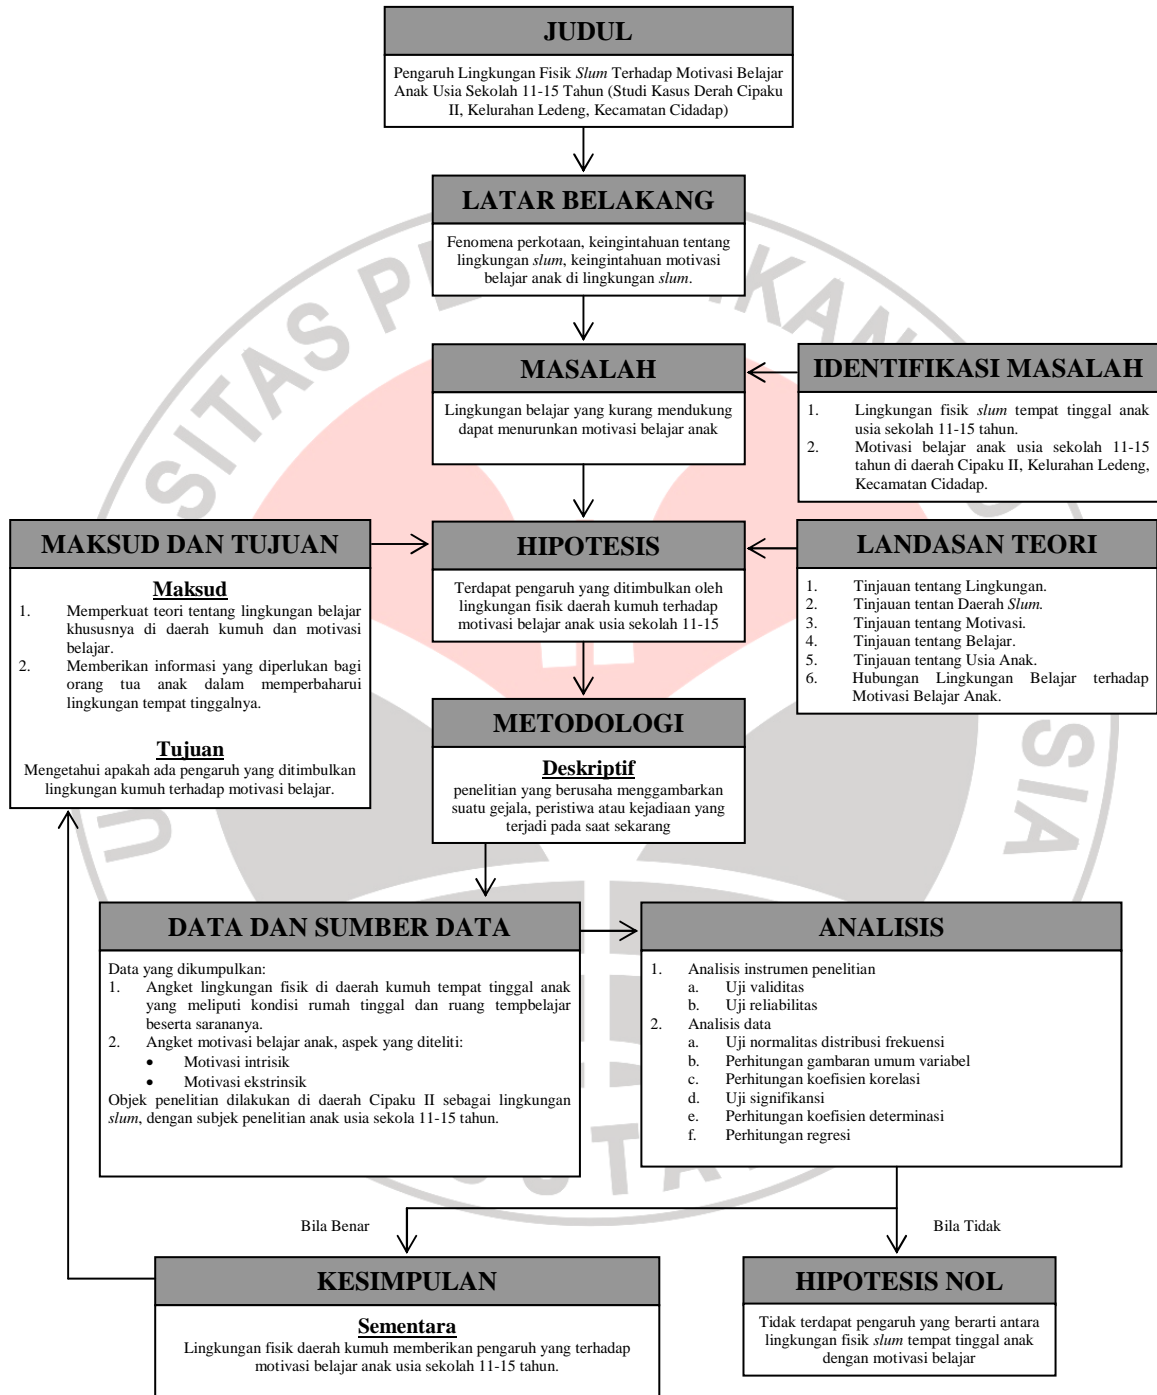 JUDUL
Pengaruh Lingkungan Fisik Slum Terhadap Motivasi Belajar
Anak Usia Sekolah 11-15 Tahun (Studi Kasus Derah Cipaku
II, Kelurahan Ledeng, Kecamatan Cidadap)
LATAR BELAKANG
Fenomena perkotaan, keingintahuan tentang
lingkungan slum, keingintahuan motivasi
belajar anak di lingkungan slum.
MASALAH
Lingkungan belajar yang kurang mendukung
dapat menurunkan motivasi belajar anak
IDENTIFIKASI MASALAH
1. Lingkungan fisik slum tempat tinggal anak
usia sekolah 11-15 tahun.
2. Motivasi belajar anak usia sekolah 11-15
tahun di daerah Cipaku II, Kelurahan Ledeng,
Kecamatan Cidadap.
MAKSUD DAN TUJUAN
Maksud
1. Memperkuat teori tentang lingkungan belajar
khususnya di daerah kumuh dan motivasi
belajar.
2. Memberikan informasi yang diperlukan bagi
orang tua anak dalam memperbaharui
lingkungan tempat tinggalnya.
Tujuan
Mengetahui apakah ada pengaruh yang ditimbulkan
lingkungan kumuh terhadap motivasi belajar.
HIPOTESIS
Terdapat pengaruh yang ditimbulkan oleh
lingkungan fisik daerah kumuh terhadap
motivasi belajar anak usia sekolah 11-15
LANDASAN TEORI
1. Tinjauan tentang Lingkungan.
2. Tinjauan tentan Daerah Slum.
3. Tinjauan tentang Motivasi.
4. Tinjauan tentang Belajar.
5. Tinjauan tentang Usia Anak.
6. Hubungan Lingkungan Belajar terhadap
Motivasi Belajar Anak.
METODOLOGI
Deskriptif
penelitian yang berusaha menggambarkan
suatu gejala, peristiwa atau kejadiaan yang
terjadi pada saat sekarang
DATA DAN SUMBER DATA
Data yang dikumpulkan:
1. Angket lingkungan fisik di daerah kumuh tempat tinggal anak
yang meliputi kondisi rumah tinggal dan ruang tempbelajar
beserta sarananya.
2. Angket motivasi belajar anak, aspek yang diteliti:
• Motivasi intrisik
• Motivasi ekstrinsik
Objek penelitian dilakukan di daerah Cipaku II sebagai lingkungan
slum, dengan subjek penelitian anak usia sekola 11-15 tahun.
ANALISIS
1. Analisis instrumen penelitian
a. Uji validitas
b. Uji reliabilitas
2. Analisis data
a. Uji normalitas distribusi frekuensi
b. Perhitungan gambaran umum variabel
c. Perhitungan koefisien korelasi
d. Uji signifikansi
e. Perhitungan koefisien determinasi
f. Perhitungan regresi
Bila Benar
Bila Tidak
KESIMPULAN
Sementara
Lingkungan fisik daerah kumuh memberikan pengaruh yang terhadap
motivasi belajar anak usia sekolah 11-15 tahun.
HIPOTESIS NOL
Tidak terdapat pengaruh yang berarti antara
lingkungan fisik slum tempat tinggal anak
dengan motivasi belajar